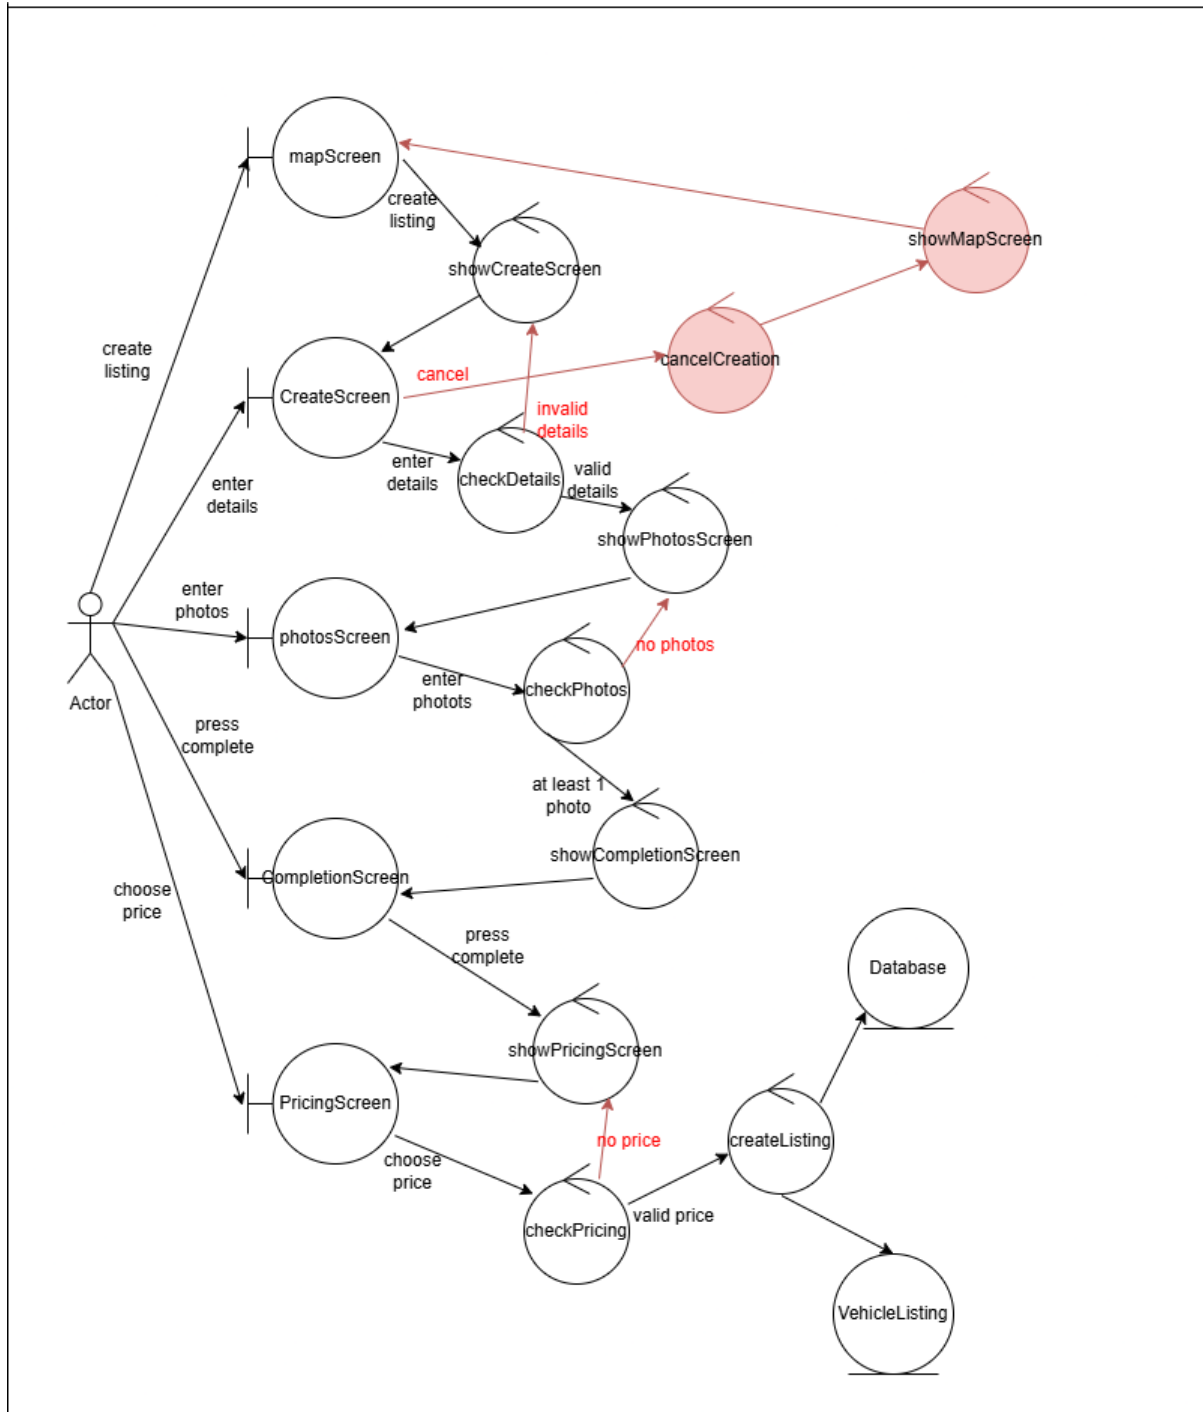 mapScreen
create
listing
showMapScreen
showCreateScreen
create
listing
cancelCreation
cancel
CreateScreen
invalid
details
enter
details
checkDetails
valid
details
enter
details
showPhotosScreen
enter
photos
photosScreen
no photos
enter
photots
checkPhotos
Actor
press
complete
at least 1
photo
showCompletionScreen
CompletionScreen
choose
price
press
complete
Database
showPricingScreen
PricingScreen
no price
createListing
choose
price
valid price
checkPricing
VehicleListing